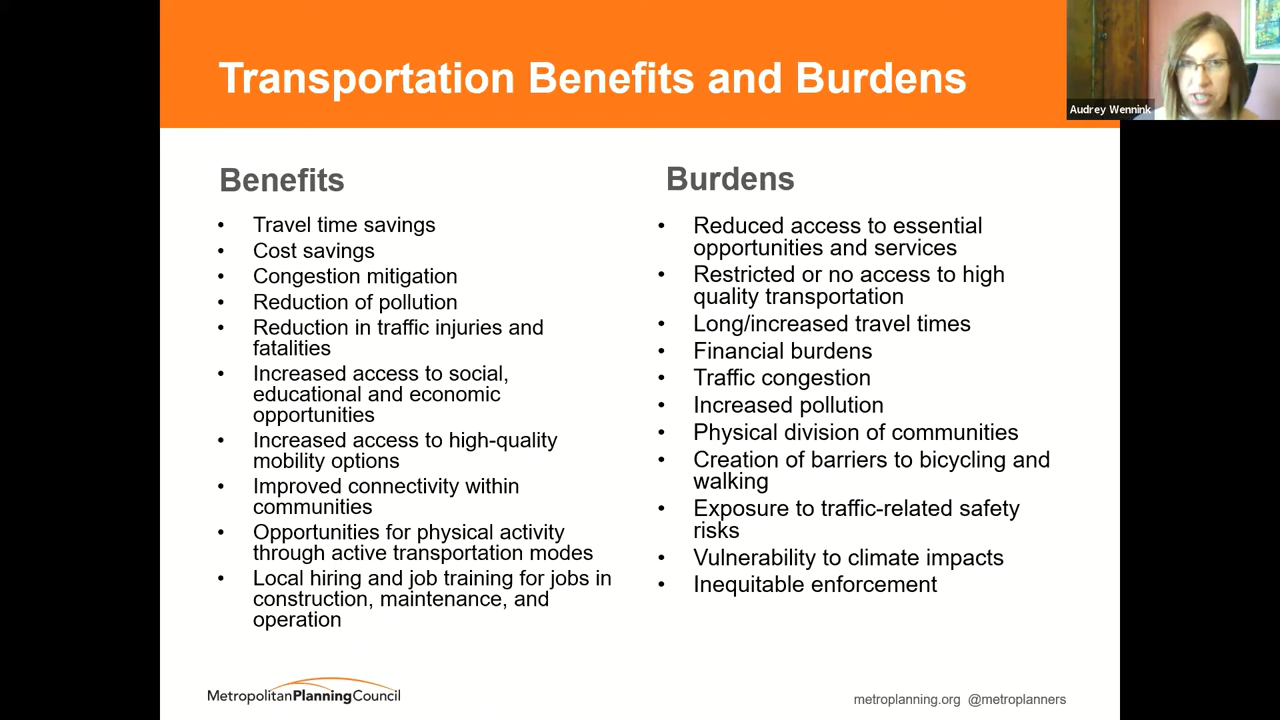 Transportation Benefits and Burdens
Audrey Wennink
Benefits
• Travel time savings
• Cost savings
• Congestion mitigation
• Reduction of pollution
• Reduction in traffic injuries and
fatalities
• Increased access to social,
educational and economic
opportunities
• Increased access to high-quality
mobility options
• Improved connectivity within
communities
• Opportunities for physical activity
through active transportation modes
• Local hiring and job training for jobs in
construction, maintenance, and
operation
Burdens
• Reduced access to essential
opportunities and services
• Restricted or no access to high
quality transportation
• Long/increased travel times
• Financial burdens
• Traffic congestion
• Increased pollution
• Physical division of communities
• Creation of barriers to bicycling and
walking
• Exposure to traffic-related safety
risks
• Vulnerability to climate impacts
• Inequitable enforcement
MetropolitanPlanningCouncil
metroplanning.org @metroplanners